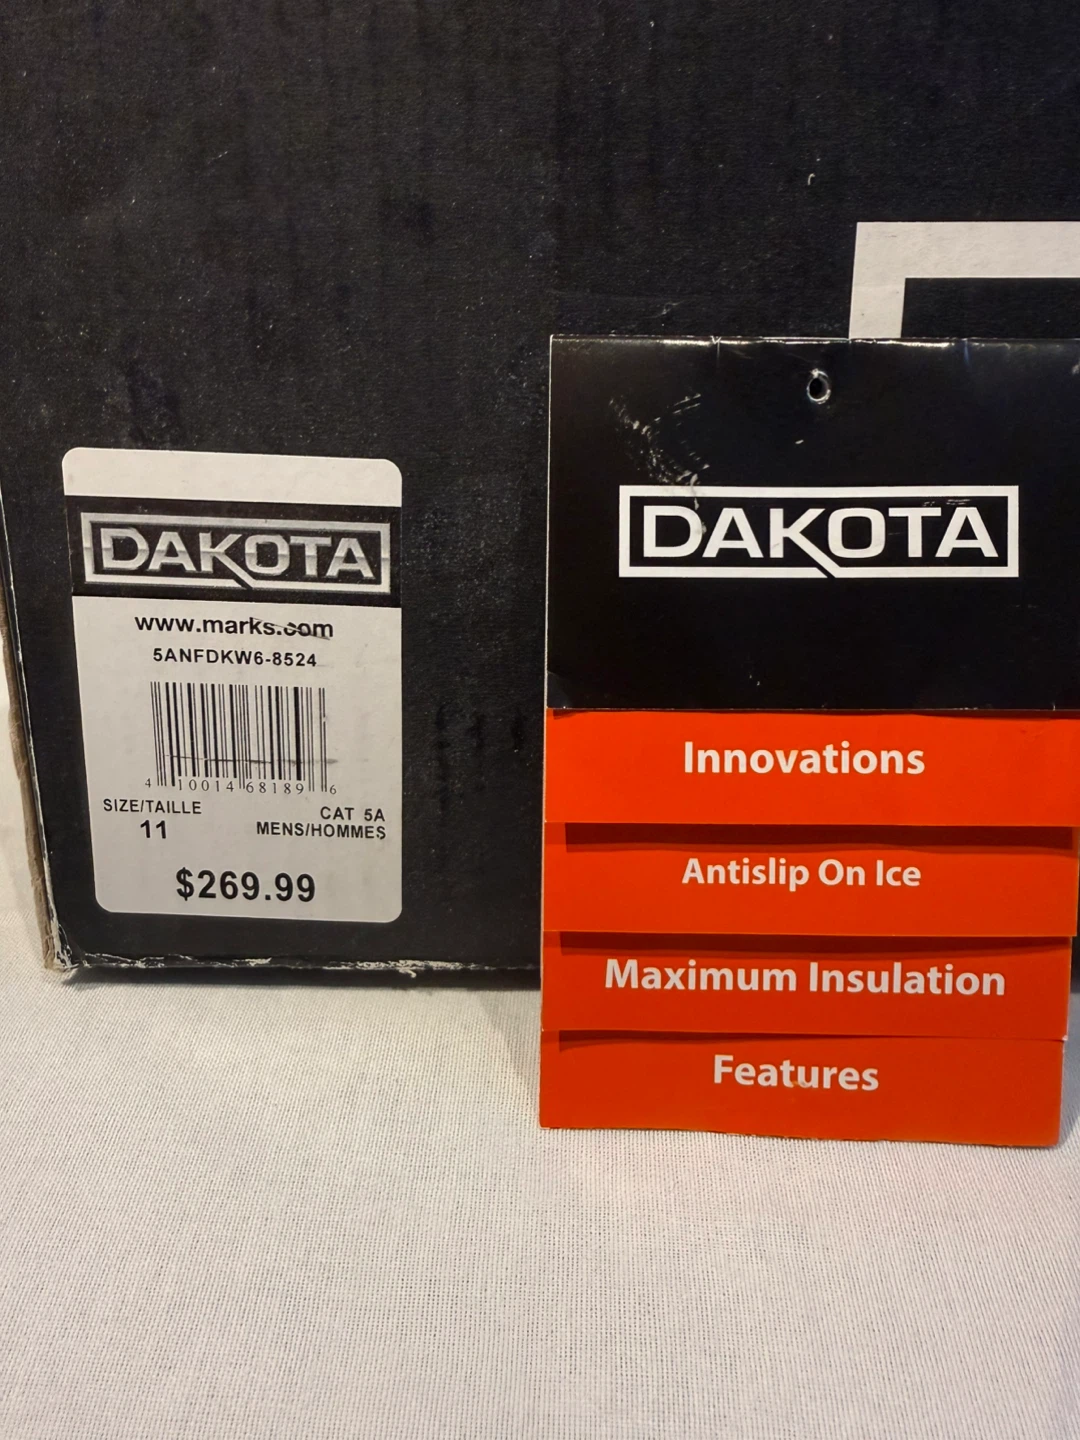 DAKOTA
www.marks.com
5ANFDKW6-8524
4 10014 68189 6
SIZE/TAILLE
11
CAT 5A
MENS/HOMMES
$269.99
DAKOTA
Innovations
Antislip On Ice
Maximum Insulation
Features